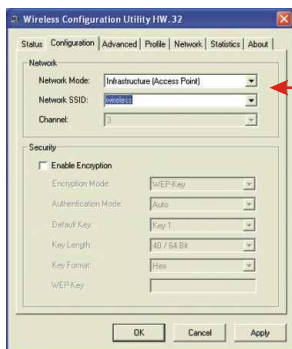 Wireless Configuration Utility HW.32
Status Configuration Advanced Profile Network Statistics About
Network
Network Mode: Infrastructure (Access Point)
Network SSID: wireless
Channel: 3
Security
Enable Encryption
Encryption Mode: WEP-Key
Authentication Mode: Auto
Default Key: Key 1
Key Length: 40 / 64 Bit
Key Format: Hex
WEP-Key:
OK Cancel Apply